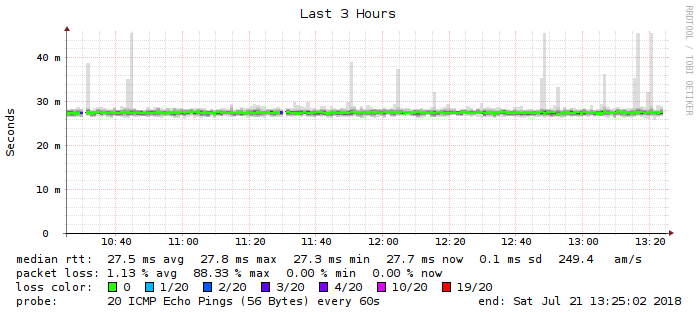 Last 3 Hours
RRDTOOL / TOBI OETIKER
Seconds
40 m
30 m
20 m
10 m
0
10:40 11:00 11:20 11:40 12:00 12:20 12:40 13:00 13:20
median rtt: 27.5 ms avg 27.8 ms max 27.3 ms min 27.7 ms now 0.1 ms sd 249.4 am/s
packet loss: 1.13 % avg 88.33 % max 0.00 % min 0.00 % now
loss color: 0 1/20 2/20 3/20 4/20 10/20 19/20
probe: 20 ICMP Echo Pings (56 Bytes) every 60s end: Sat Jul 21 13:25:02 2018